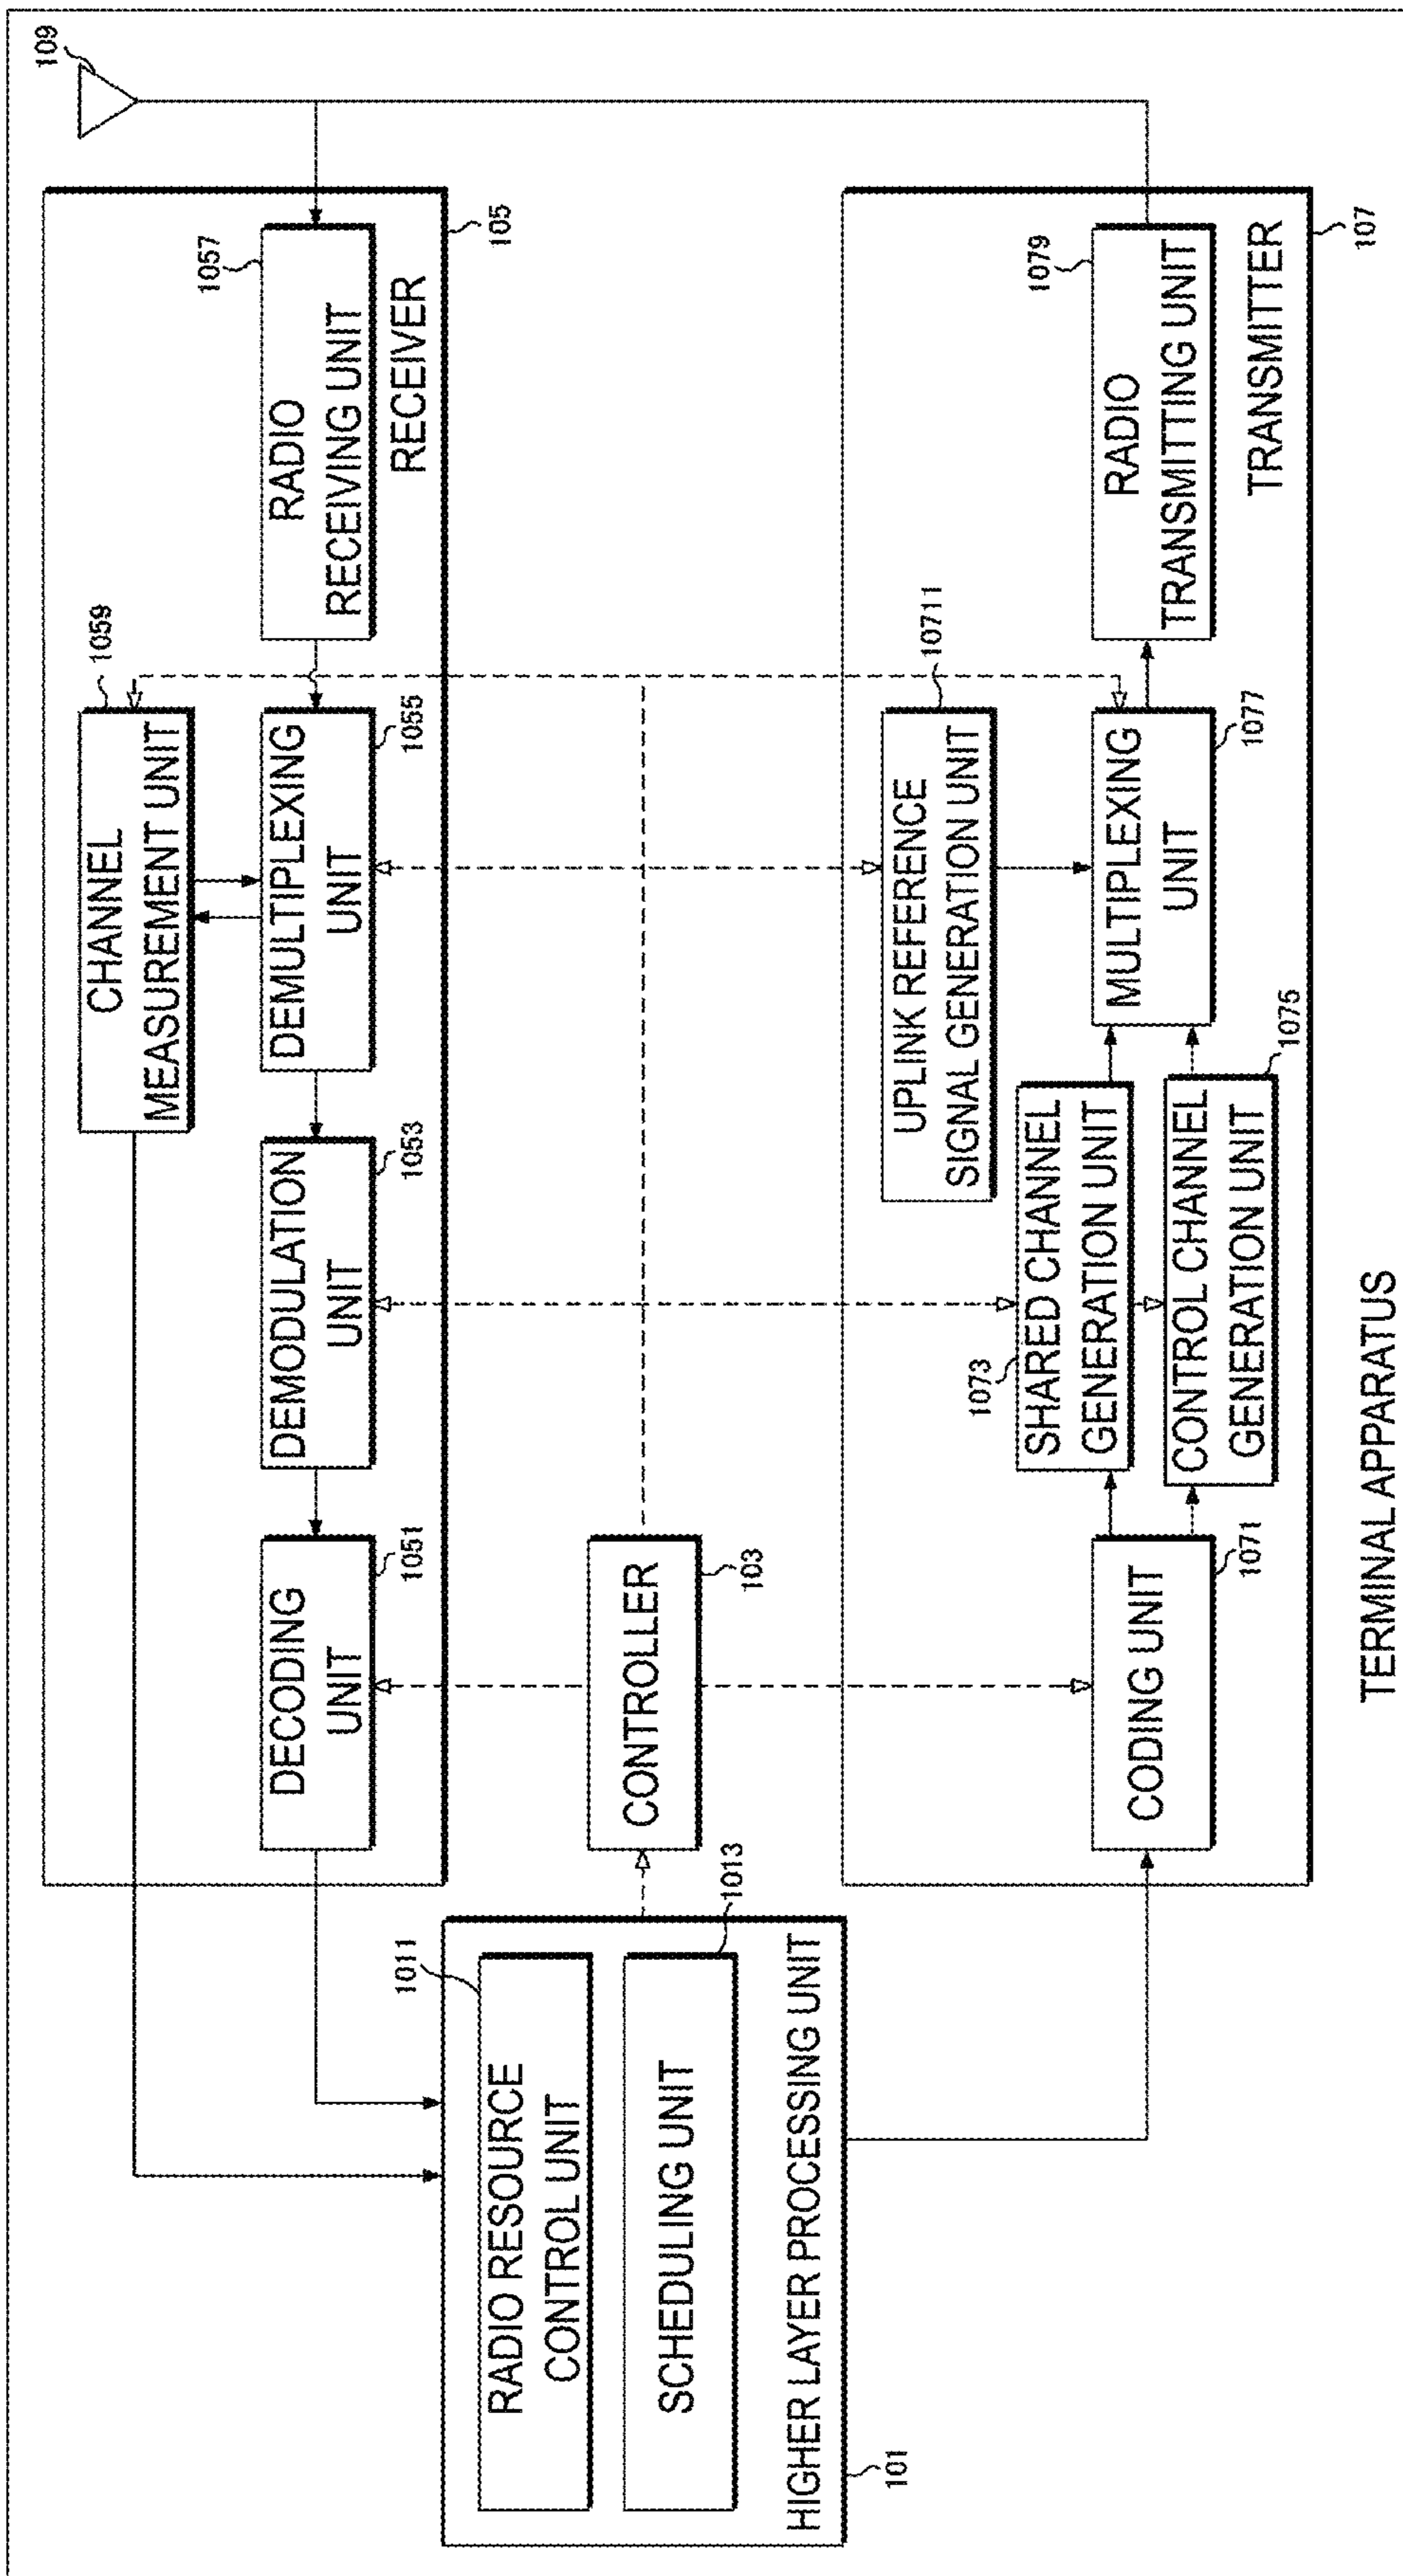 TERMINAL APPARATUS
HIGHER LAYER PROCESSING UNIT
101
RADIO RESOURCE
CONTROL UNIT
1011
SCHEDULING UNIT
1013
CONTROLLER
103
RECEIVER
105
DECODING
UNIT
1051
DEMODULATION
UNIT
1053
DEMULTIPLEXING
UNIT
1055
CHANNEL
MEASUREMENT UNIT
1059
RADIO
RECEIVING UNIT
1057
109
TRANSMITTER
107
CODING UNIT
1071
SHARED CHANNEL
GENERATION UNIT
1073
CONTROL CHANNEL
GENERATION UNIT
1075
UPLINK REFERENCE
SIGNAL GENERATION UNIT
10711
MULTIPLEXING
UNIT
1077
RADIO
TRANSMITTING UNIT
1079